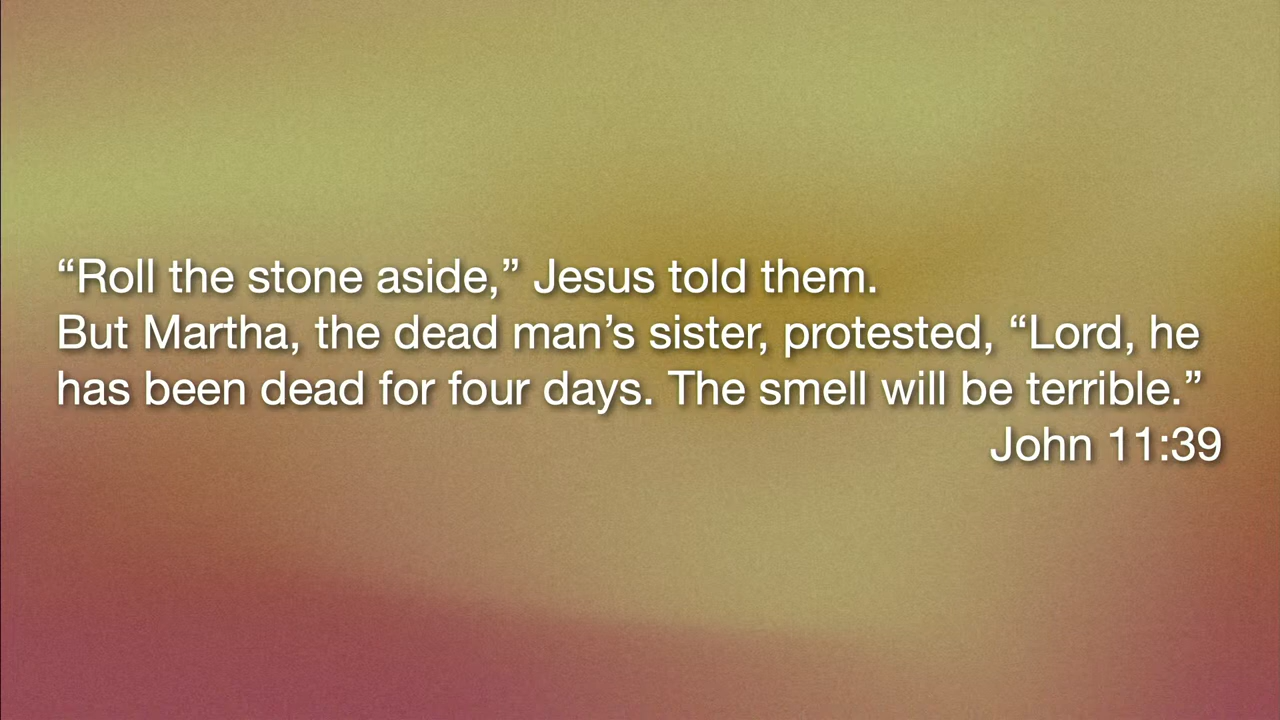 “Roll the stone aside,” Jesus told them.
But Martha, the dead man’s sister, protested, “Lord, he
has been dead for four days. The smell will be terrible.”
John 11:39